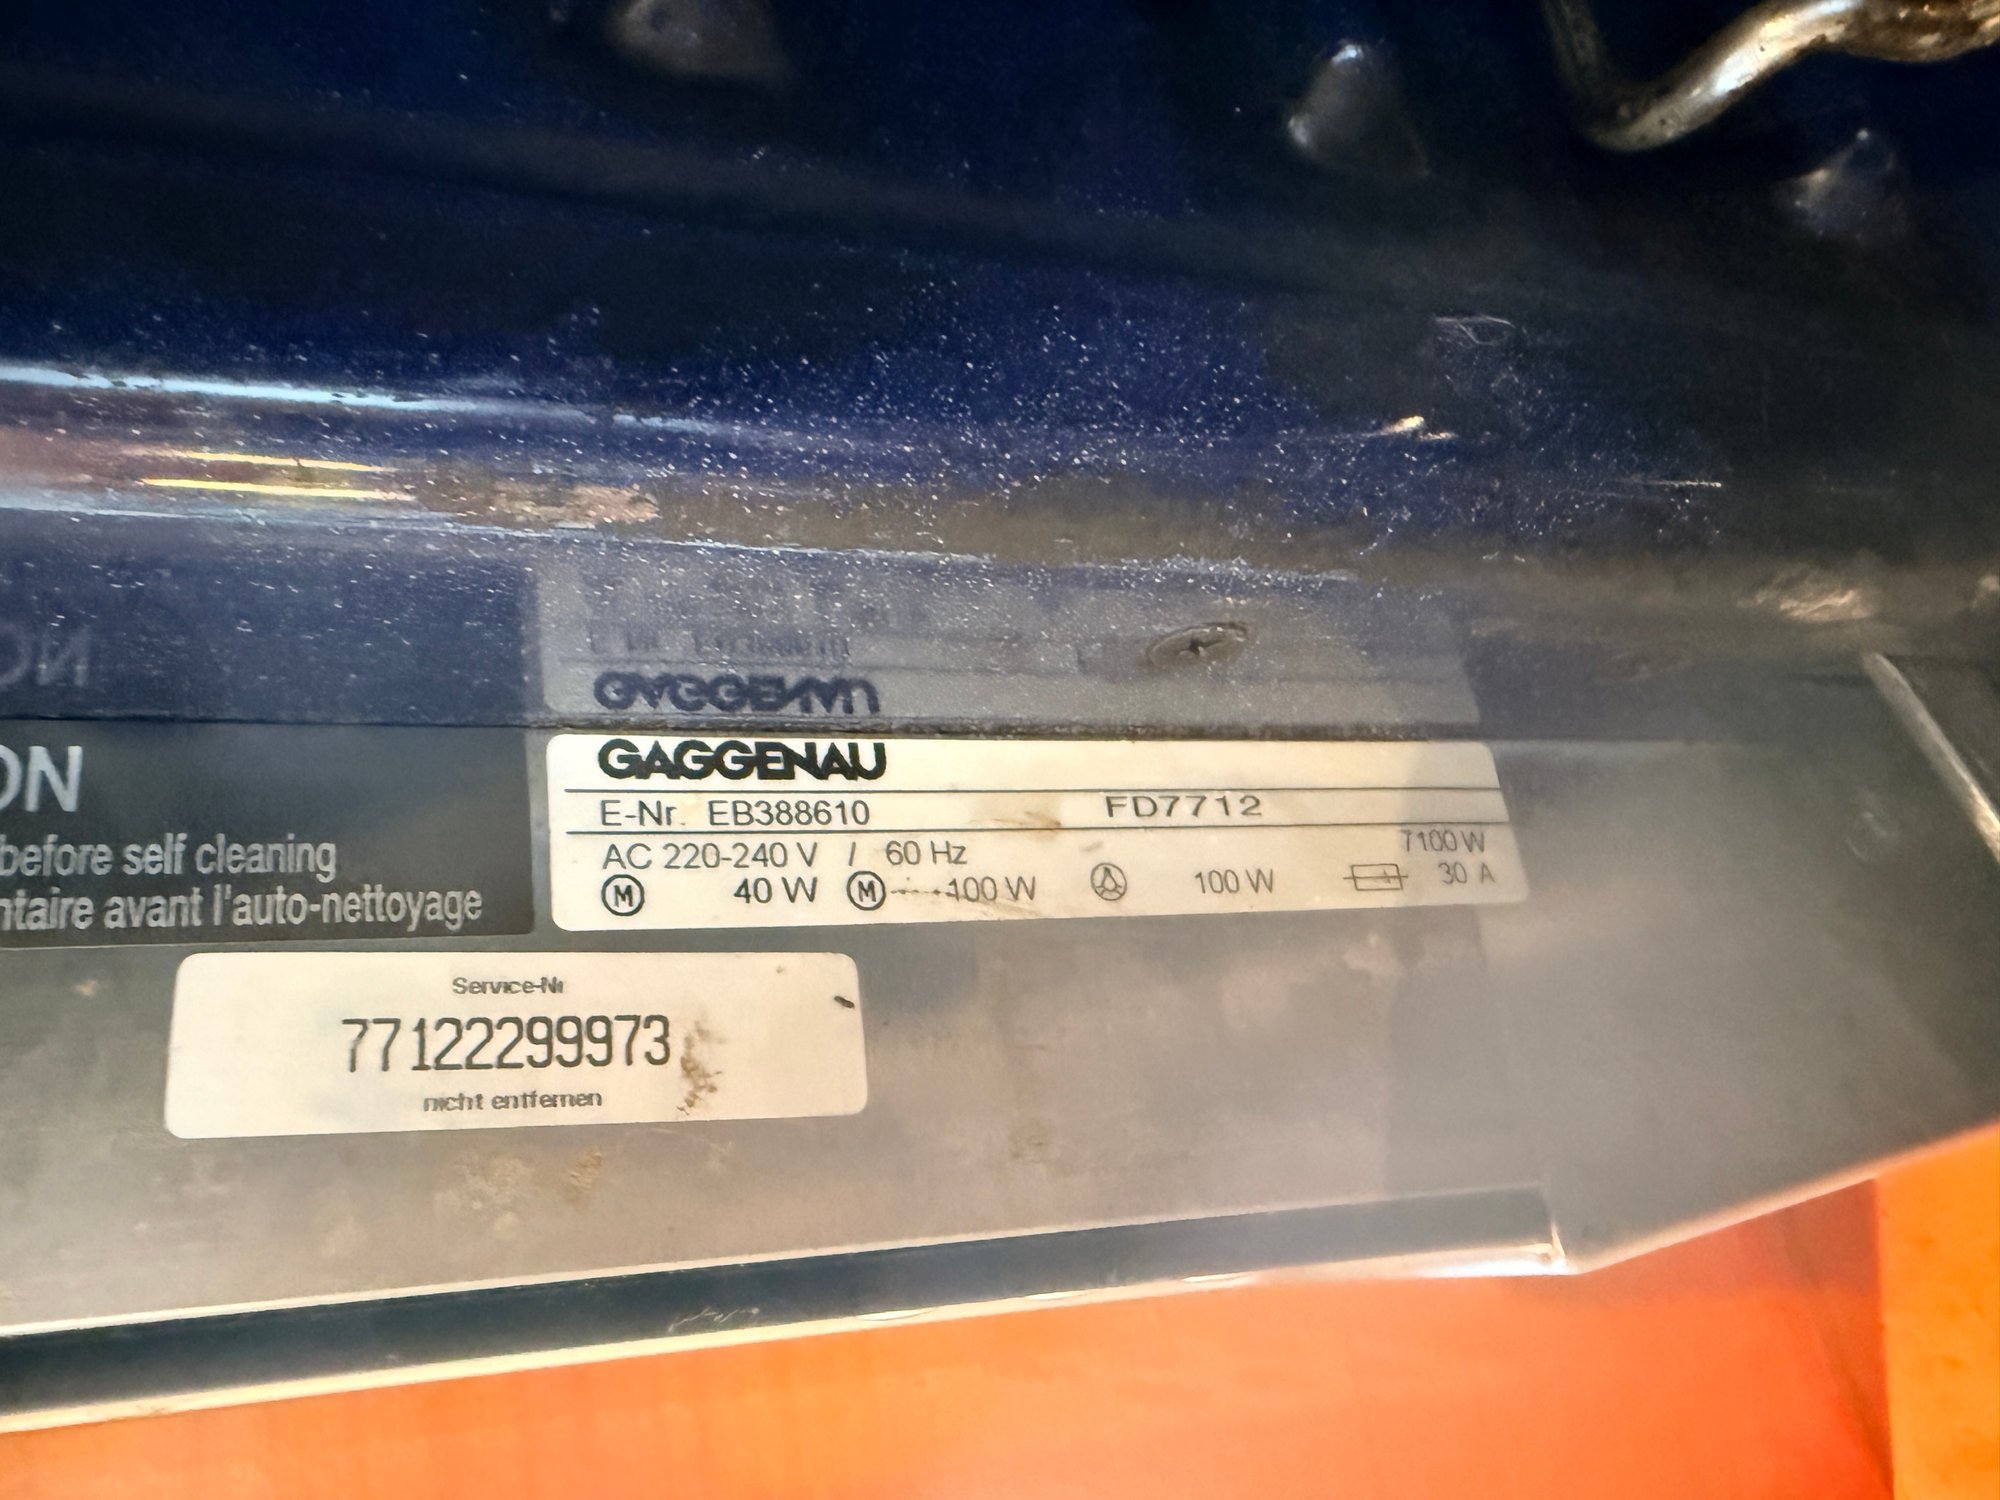 ON
before self cleaning
ntaire avant l'auto-nettoyage
GAGGENAU
E-Nr. EB388610 FD7712
AC 220-240 V / 60 Hz 7100 W
M 40 W M 100 W 100 W 30 A
Service-Nr
77122299973
nicht entfernen